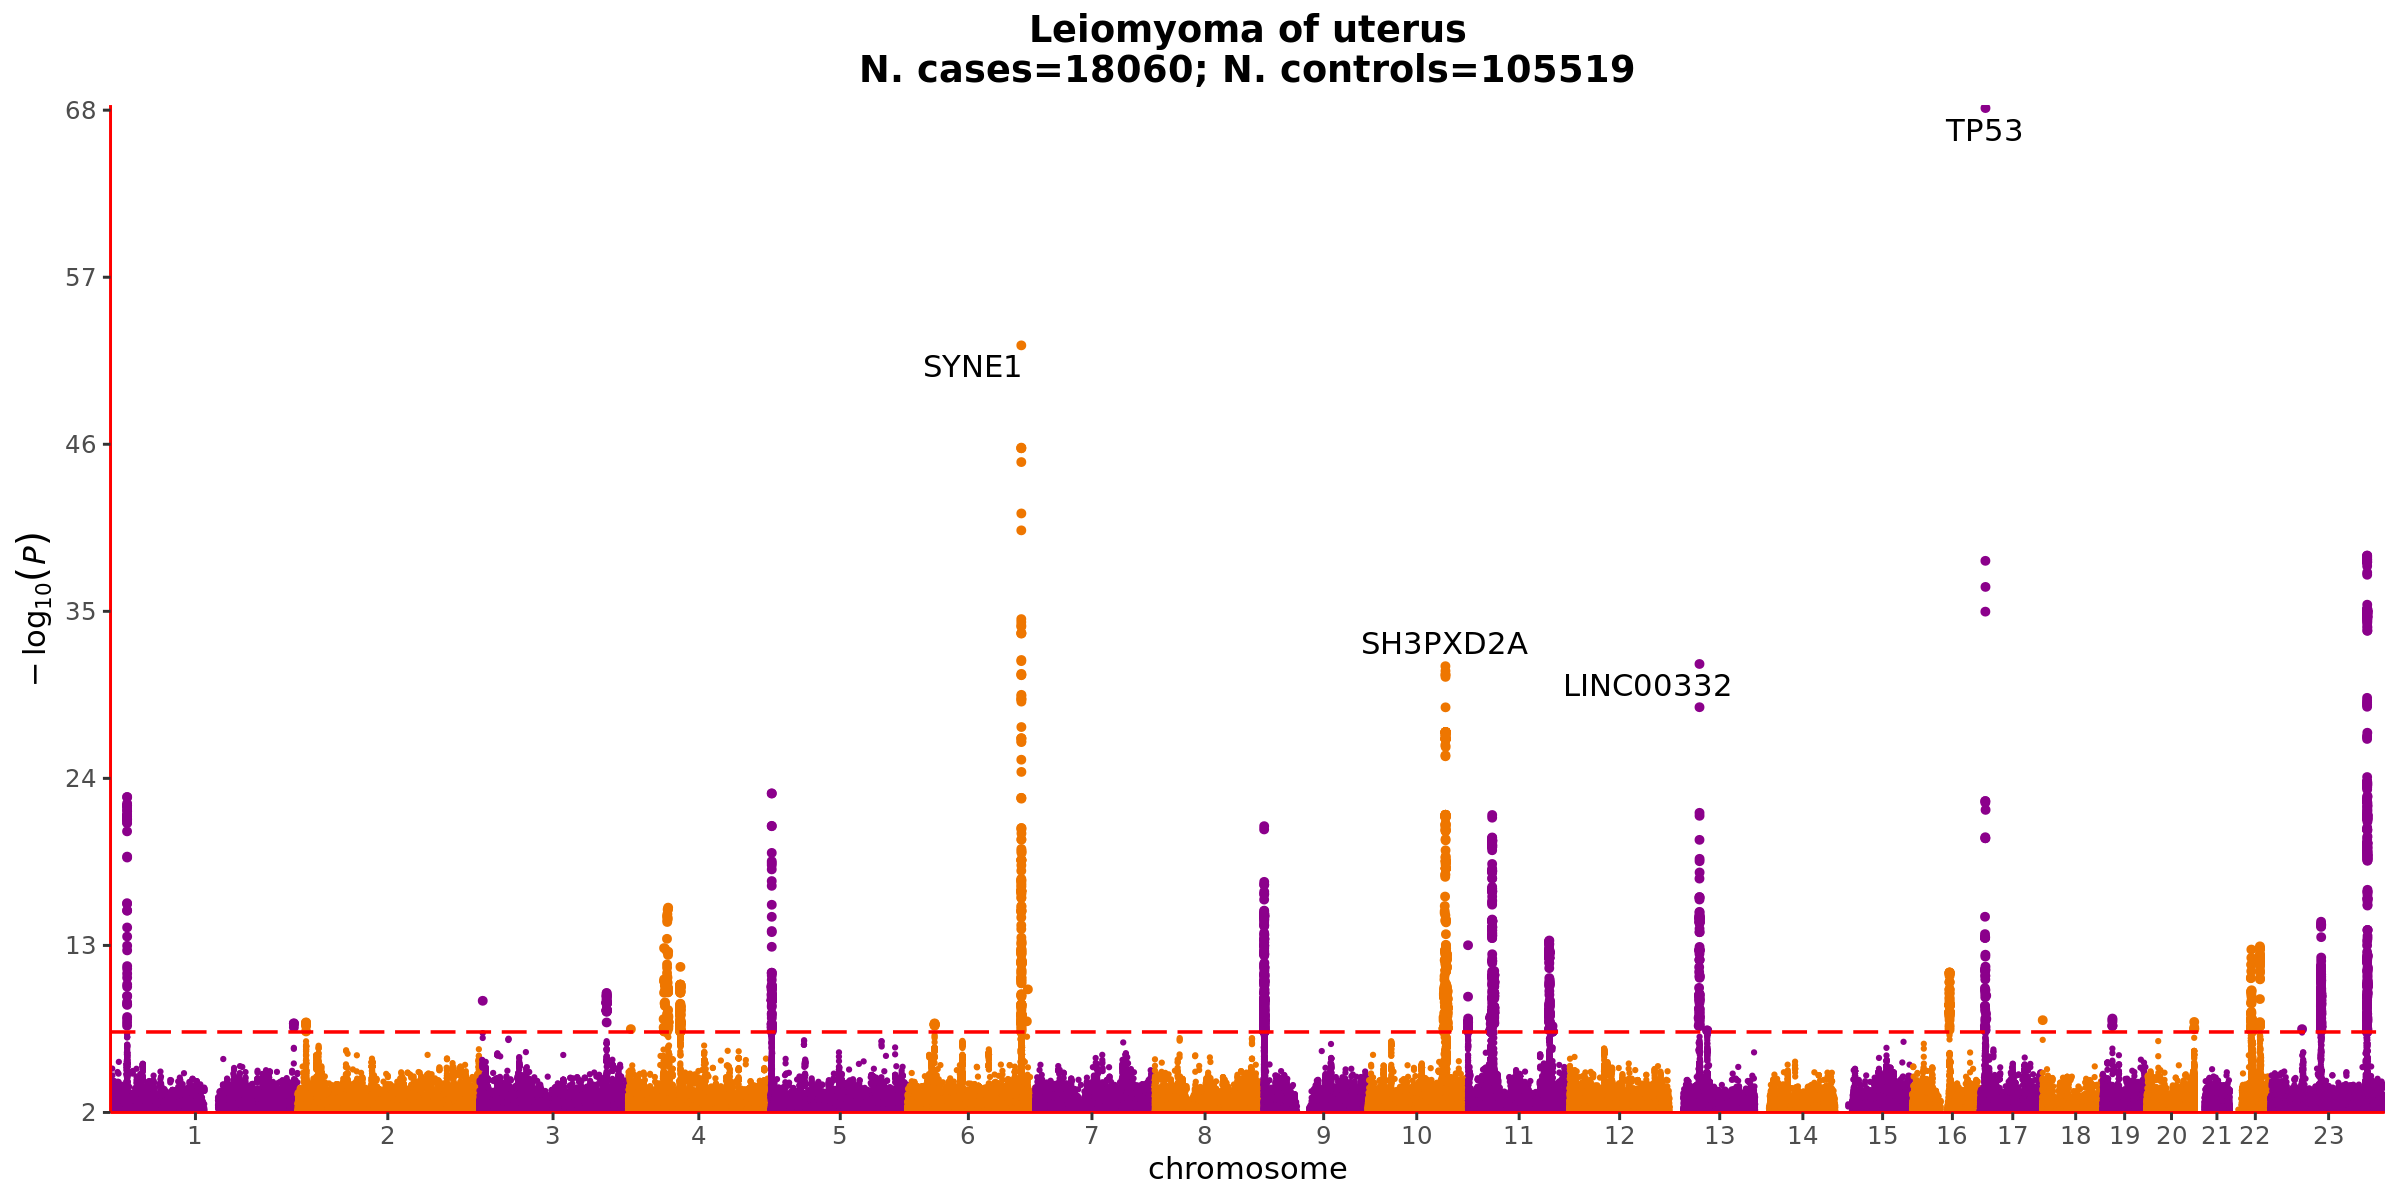 Leiomyoma of uterus
N. cases=18060; N. controls=105519
68
TP53
57
SYNE1
46
35
SH3PXD2A
LINC00332
24
13
2
−log10(P)
1 2 3 4 5 6 7 8 9 10 11 12 13 14 15 16 17 18 19 20 21 22 23
chromosome